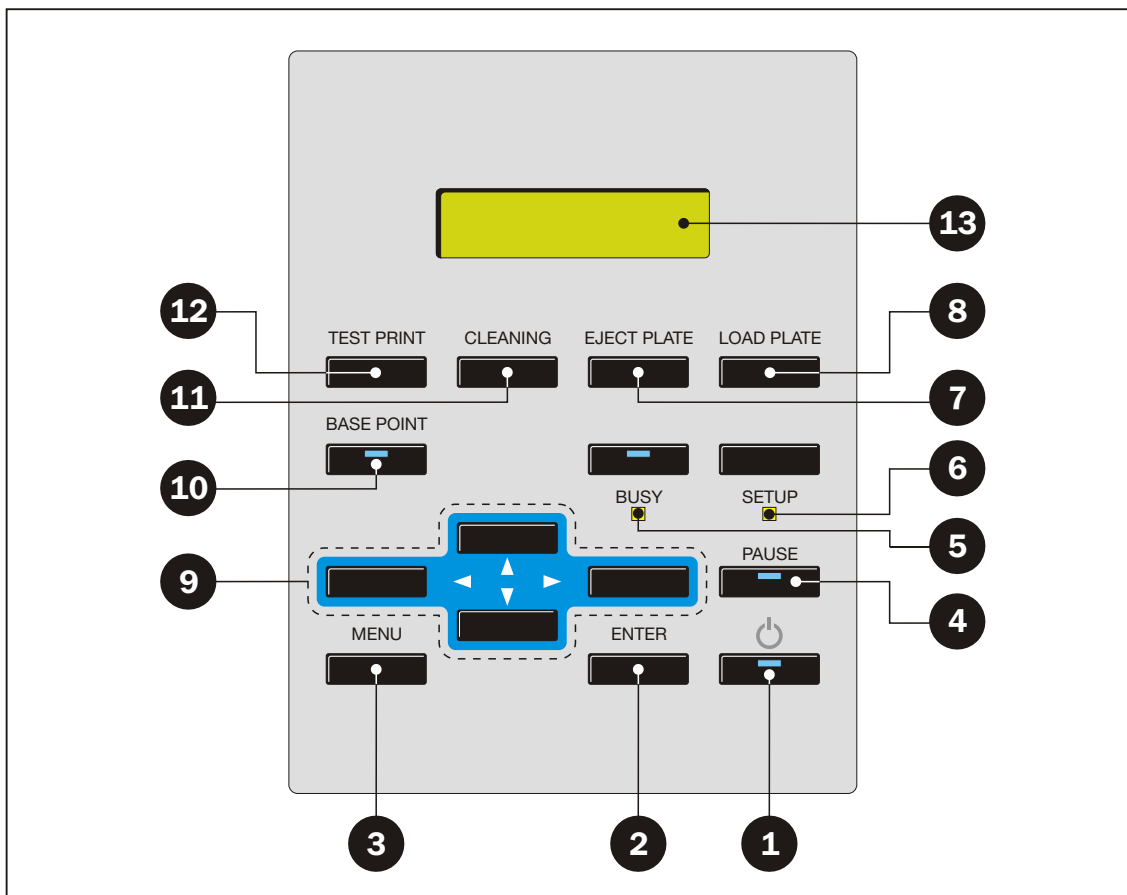 13
12
8
TEST PRINT CLEANING EJECT PLATE LOAD PLATE
11
7
BASE POINT
10
6
BUSY SETUP
5
PAUSE
9
4
MENU ENTER
3
2
1